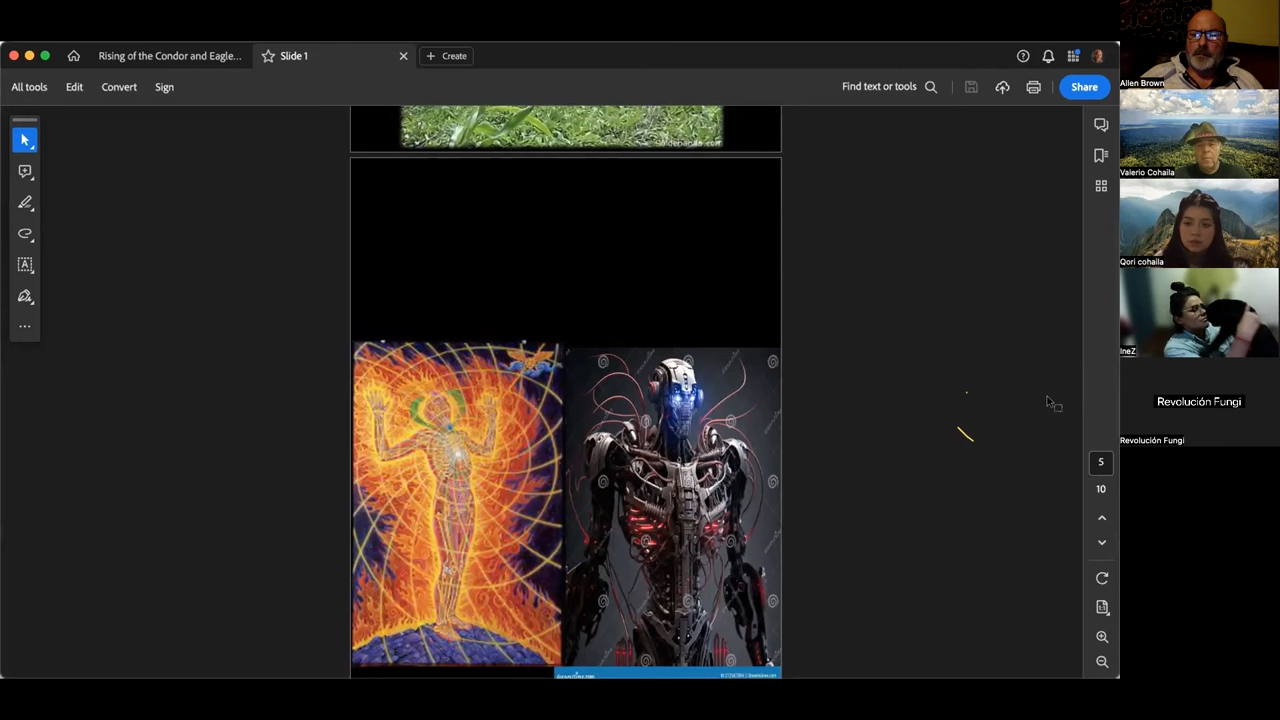 Rising of the Condor and Eagle...
Slide 1
Create
All tools
Edit
Convert
Sign
Find text or tools
Share
5
10
Allen Brown
Valerio Cohaila
Qori cohaila
IneZ
Revolución Fungi
Revolución Fungi